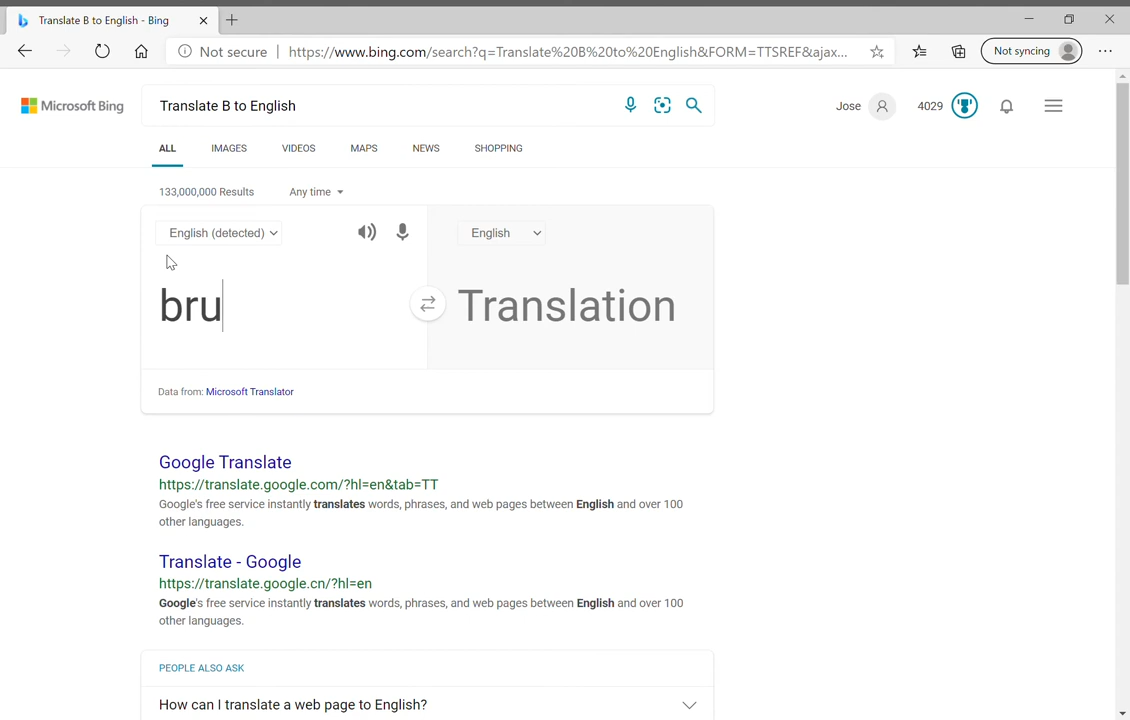 Translate B to English - Bing
Not secure https://www.bing.com/search?q=Translate%20B%20to%20English&FORM=TTSREF&ajax... Not syncing
Microsoft Bing
Translate B to English
Jose 4029
ALL IMAGES VIDEOS MAPS NEWS SHOPPING
133,000,000 Results Any time
English (detected) English
bru Translation
Data from: Microsoft Translator
Google Translate
https://translate.google.com/?hl=en&tab=TT
Google's free service instantly translates words, phrases, and web pages between English and over 100
other languages.
Translate - Google
https://translate.google.cn/?hl=en
Google's free service instantly translates words, phrases, and web pages between English and over 100
other languages.
PEOPLE ALSO ASK
How can I translate a web page to English?